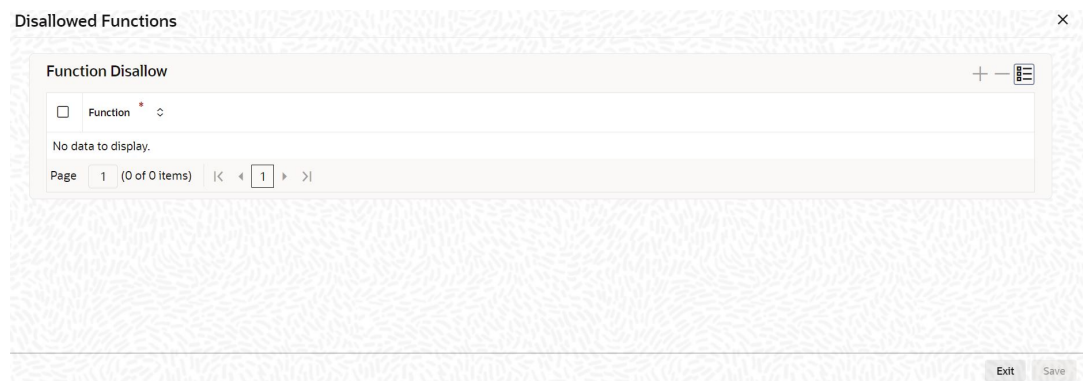 Disallowed Functions
Function Disallow
Function *
No data to display.
Page 1 (0 of 0 items) 1
Exit Save